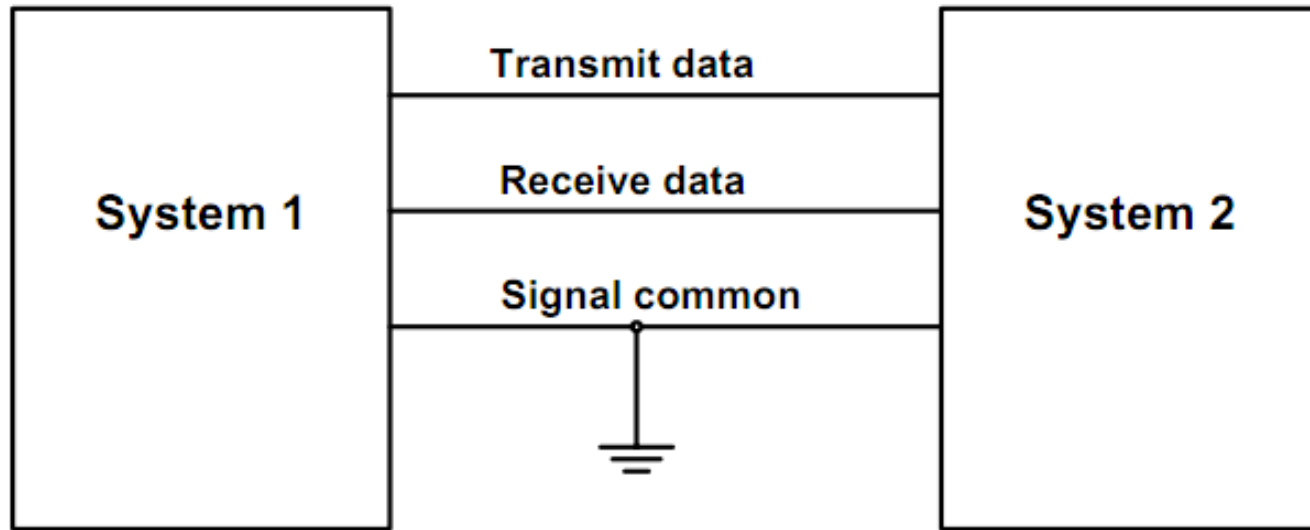 Transmit data
Receive data
System 1
System 2
Signal common